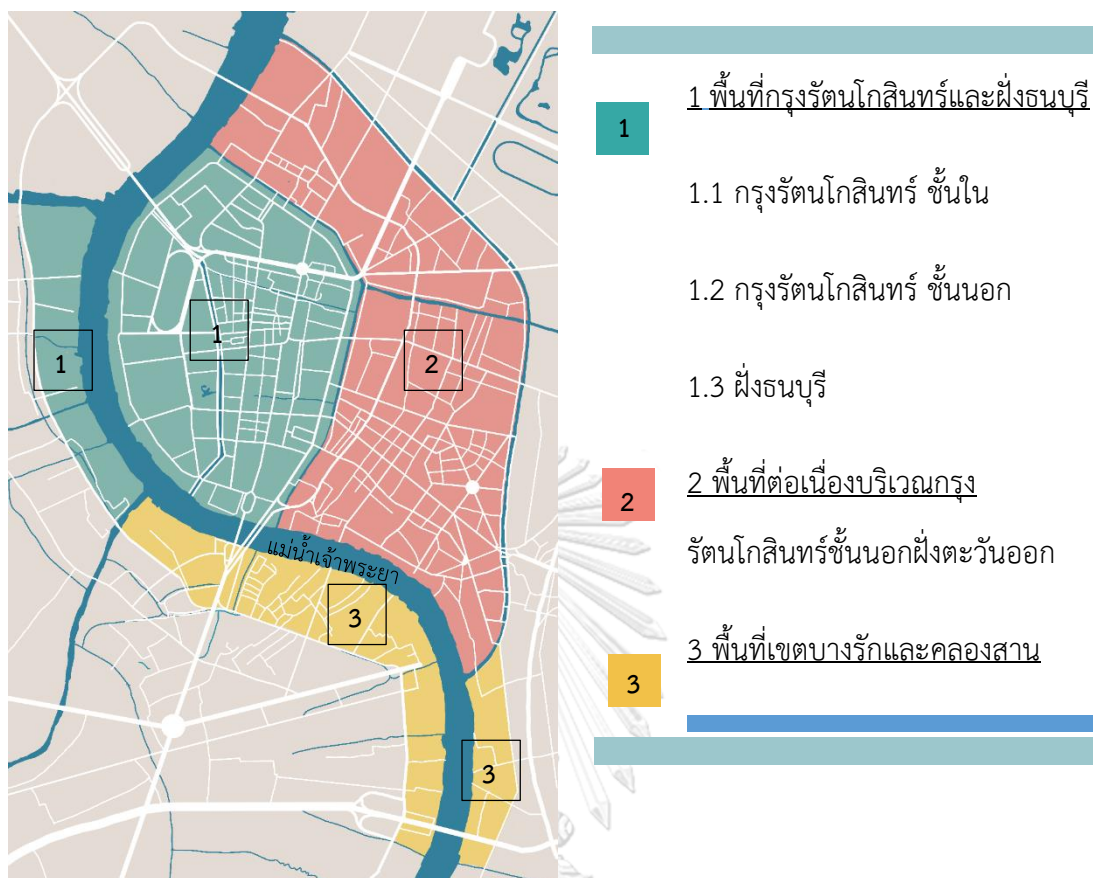 1 พื้นที่กรุงรัตนโกสินทร์และฝั่งธนบุรี
1
1.1 กรุงรัตนโกสินทร์ ชั้นใน
1.2 กรุงรัตนโกสินทร์ ชั้นนอก
1
1
2
1.3 ฝั่งธนบุรี
2 พื้นที่ต่อเนื่องบริเวณกรุง
2
รัตนโกสินทร์ชั้นนอกฝั่งตะวันออก
แม่น้ำเจ้าพระยา
3
3 พื้นที่เขตบางรักและคลองสาน
3
3